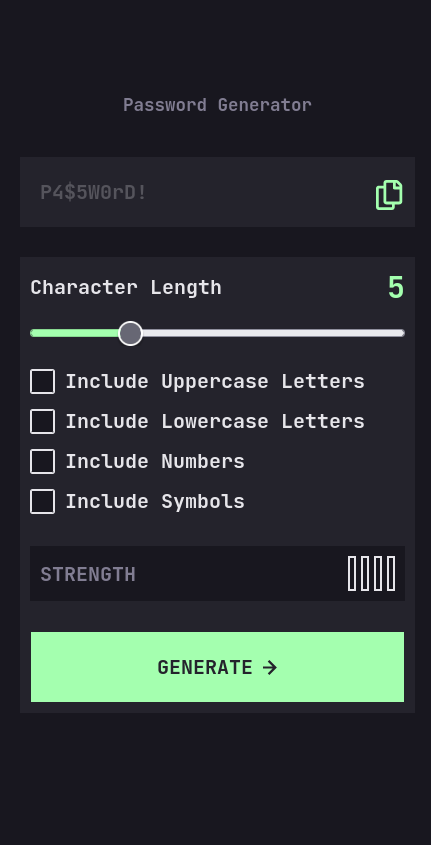 Password Generator
P4$5W0rD!
Character Length 5
Include Uppercase Letters
Include Lowercase Letters
Include Numbers
Include Symbols
STRENGTH
GENERATE →